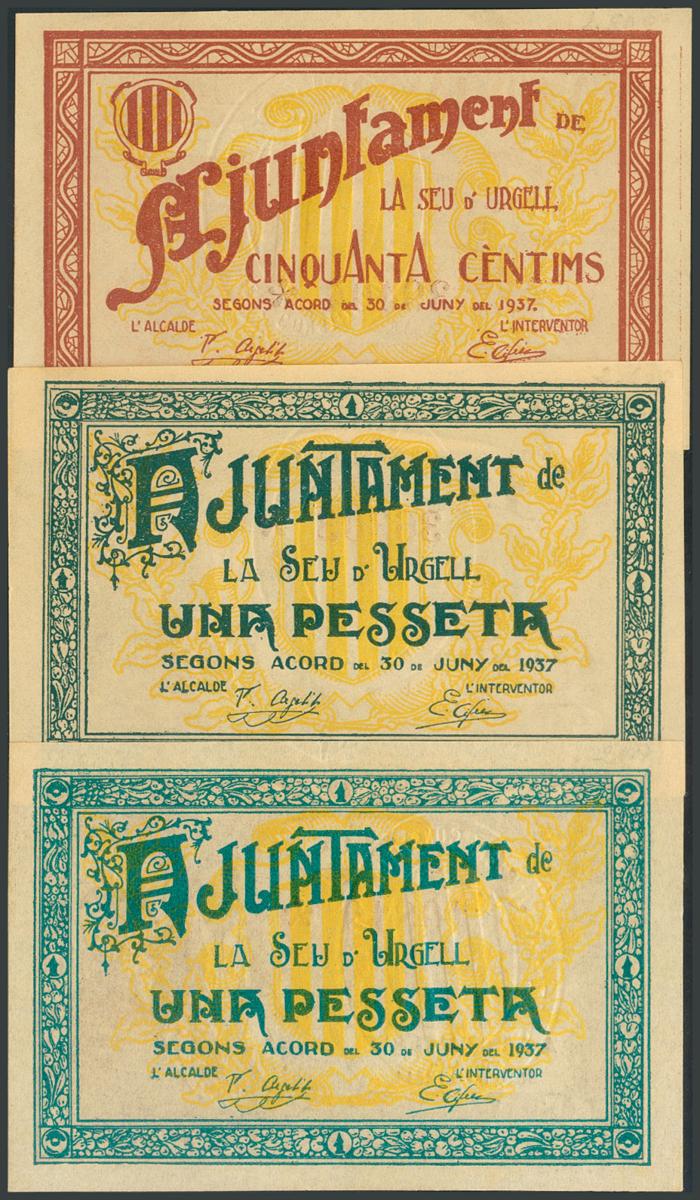 Ajuntament DE
LA SEU D' URGELL
CINQUANTA CÈNTIMS
SEGONS ACORD DEL 30 DE JUNY DEL 1937.
L'ALCALDE L'INTERVENTOR
AJUNTAMENT de
LA SEU D' URGELL
UNA PESSETA
SEGONS ACORD DEL 30 DE JUNY DEL 1937
L'ALCALDE L'INTERVENTOR
AJUNTAMENT de
LA SEU D' URGELL
UNA PESSETA
SEGONS ACORD DEL 30 DE JUNY DEL 1937
L'ALCALDE L'INTERVENTOR